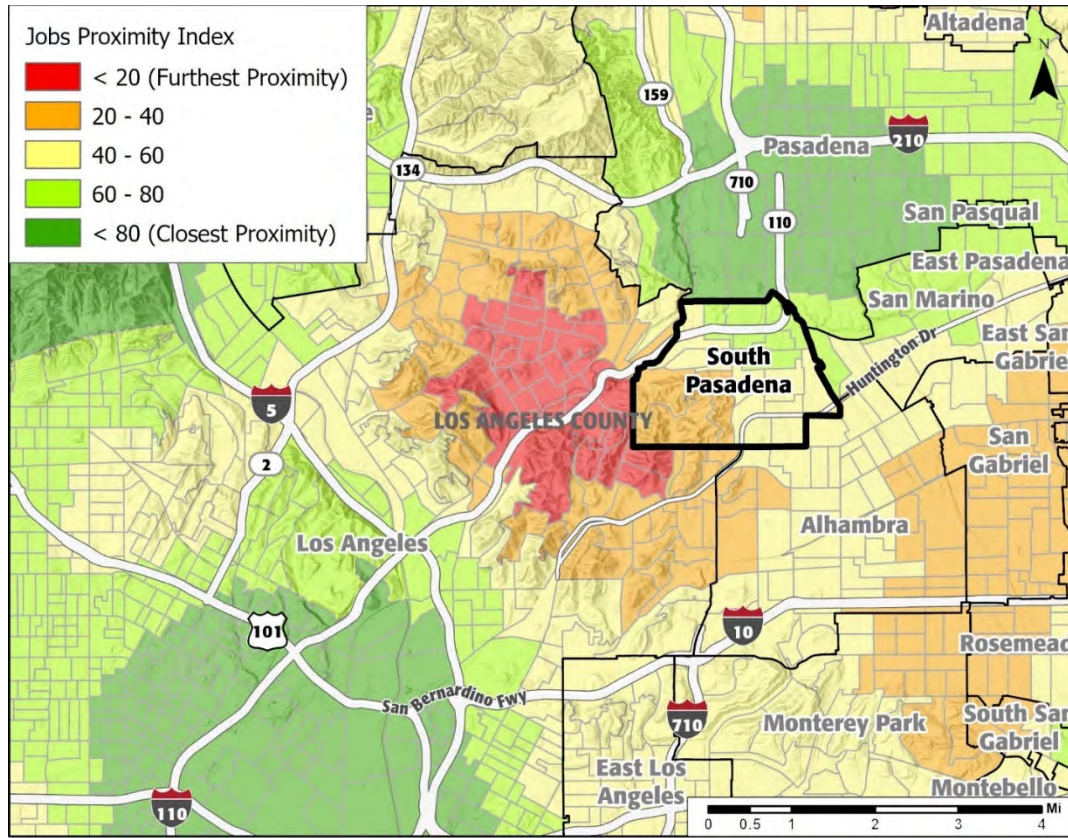 Jobs Proximity Index
< 20 (Furthest Proximity)
20 - 40
40 - 60
60 - 80
< 80 (Closest Proximity)
Altadena
N
159
134
Pasadena
210
710
110
San Pasqual
East Pasadena
San Marino
East San
Gabriel
Huntington Dr
South
Pasadena
LOS ANGELES COUNTY
5
2
San
Gabriel
Alhambra
Los Angeles
101
10
Rosemead
San Bernardino Fwy
710
Monterey Park
South San
Gabriel
East Los
Angeles
Montebello
110
Mi
0 0.5 1 2 3 4